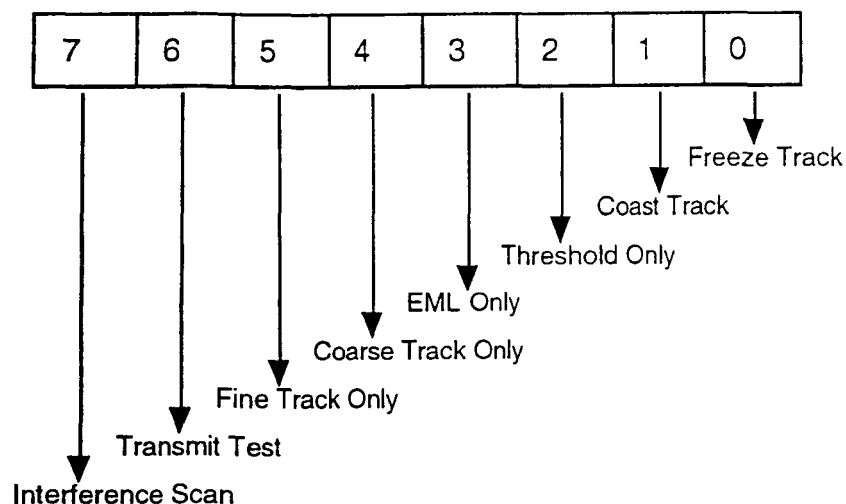 7 6 5 4 3 2 1 0
Freeze Track
Coast Track
Threshold Only
EML Only
Coarse Track Only
Fine Track Only
Transmit Test
Interference Scan